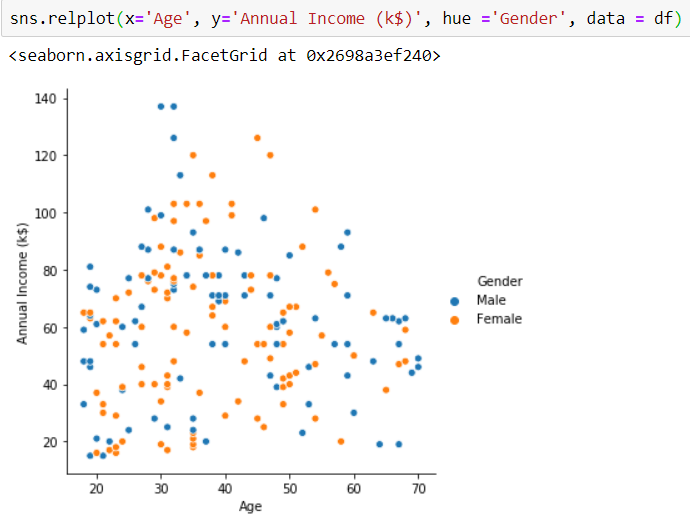 sns.relplot(x='Age', y='Annual Income (k$)', hue ='Gender', data = df)
<seaborn.axisgrid.FacetGrid at 0x2698a3ef240>
140
120
100
80
60
40
20
Annual Income (k$)
20 30 40 50 60 70
Age
Gender
Male
Female